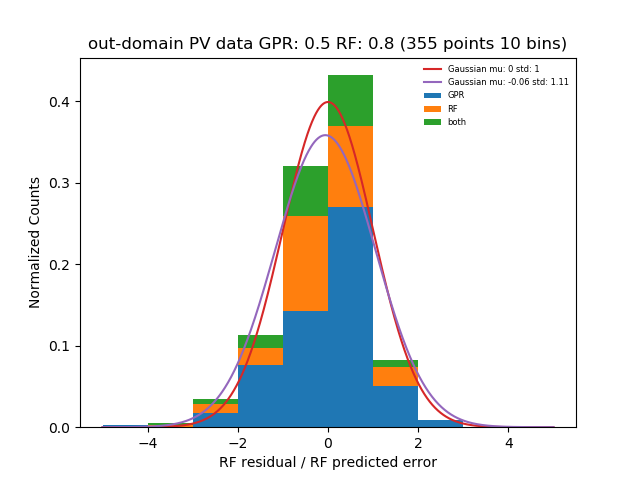 out-domain PV data GPR: 0.5 RF: 0.8 (355 points 10 bins)
Gaussian mu: 0 std: 1
Gaussian mu: -0.06 std: 1.11
GPR
RF
both
Normalized Counts
0.4
0.3
0.2
0.1
0.0
−4 −2 0 2 4
RF residual / RF predicted error